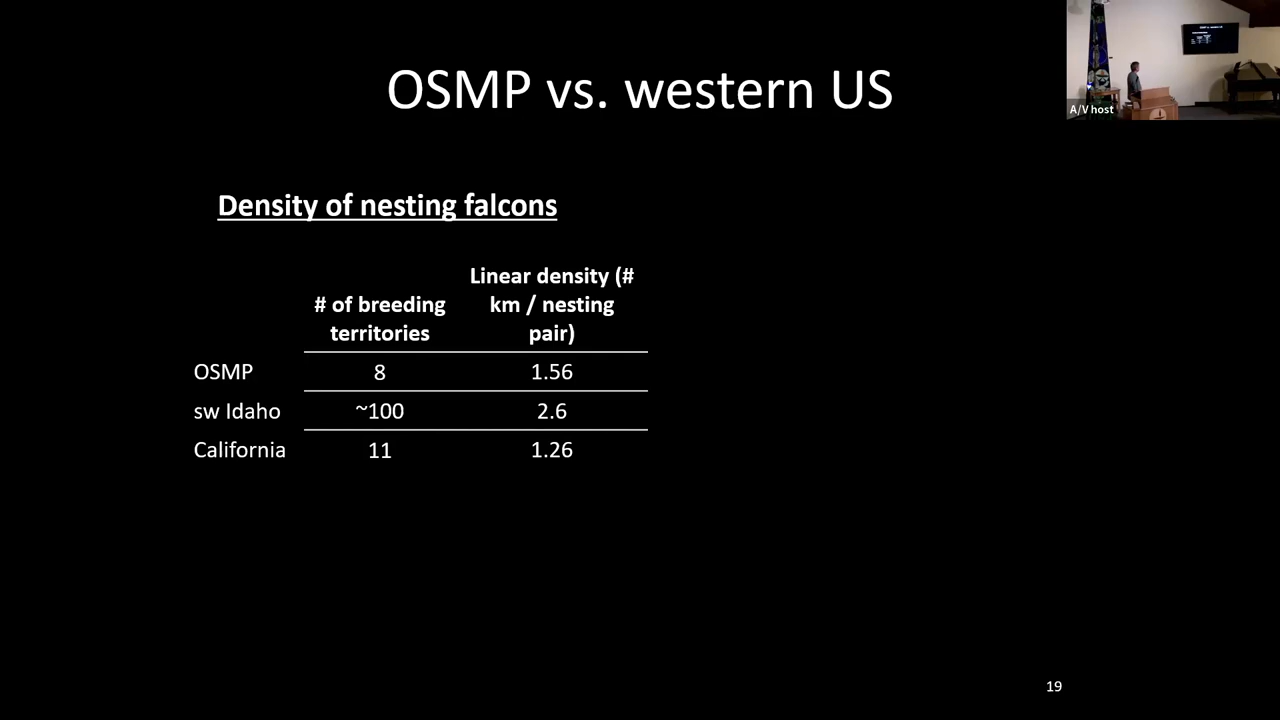 OSMP vs. western US
A/V host
Density of nesting falcons
# of breeding territories
Linear density (# km / nesting pair)
OSMP 8 1.56
sw Idaho ~100 2.6
California 11 1.26
19